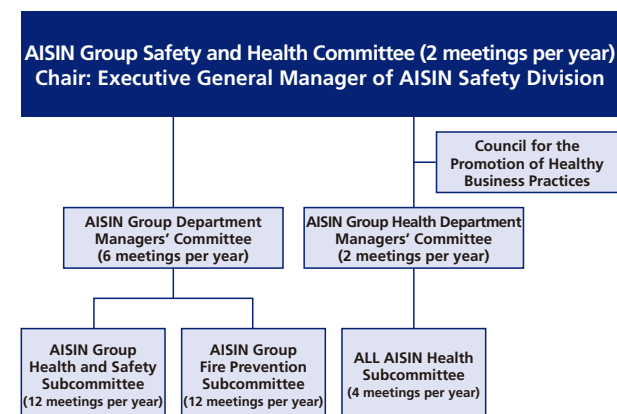 AISIN Group Safety and Health Committee (2 meetings per year)
Chair: Executive General Manager of AISIN Safety Division
Council for the
Promotion of Healthy
Business Practices
AISIN Group Department
Managers' Committee
(6 meetings per year)
AISIN Group Health Department
Managers' Committee
(2 meetings per year)
AISIN Group
Health and Safety
Subcommittee
(12 meetings per year)
AISIN Group
Fire Prevention
Subcommittee
(12 meetings per year)
ALL AISIN Health
Subcommittee
(4 meetings per year)